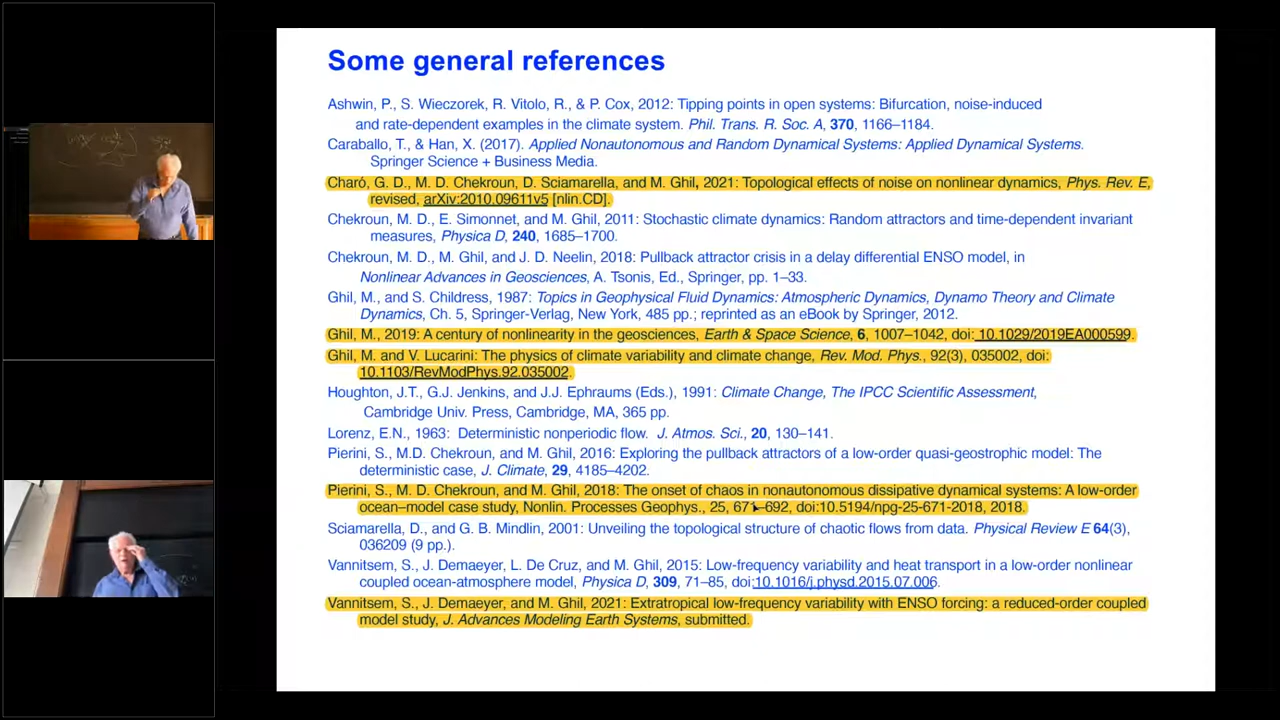 Some general references
Ashwin, P., S. Wieczorek, R. Vitolo, R., & P. Cox, 2012: Tipping points in open systems: Bifurcation, noise-induced
and rate-dependent examples in the climate system. Phil. Trans. R. Soc. A, 370, 1166–1184.
Caraballo, T., & Han, X. (2017). Applied Nonautonomous and Random Dynamical Systems: Applied Dynamical Systems.
Springer Science + Business Media.
Charó, G. D., M. D. Chekroun, D. Sciamarella, and M. Ghil, 2021: Topological effects of noise on nonlinear dynamics, Phys. Rev. E,
revised, arXiv:2010.09611v5 [nlin.CD].
Chekroun, M. D., E. Simonnet, and M. Ghil, 2011: Stochastic climate dynamics: Random attractors and time-dependent invariant
measures, Physica D, 240, 1685–1700.
Chekroun, M. D., M. Ghil, and J. D. Neelin, 2018: Pullback attractor crisis in a delay differential ENSO model, in
Nonlinear Advances in Geosciences, A. Tsonis, Ed., Springer, pp. 1–33.
Ghil, M., and S. Childress, 1987: Topics in Geophysical Fluid Dynamics: Atmospheric Dynamics, Dynamo Theory and Climate
Dynamics, Ch. 5, Springer-Verlag, New York, 485 pp.; reprinted as an eBook by Springer, 2012.
Ghil, M., 2019: A century of nonlinearity in the geosciences, Earth & Space Science, 6, 1007–1042, doi: 10.1029/2019EA000599.
Ghil, M. and V. Lucarini: The physics of climate variability and climate change, Rev. Mod. Phys., 92(3), 035002, doi:
10.1103/RevModPhys.92.035002.
Houghton, J.T., G.J. Jenkins, and J.J. Ephraums (Eds.), 1991: Climate Change, The IPCC Scientific Assessment,
Cambridge Univ. Press, Cambridge, MA, 365 pp.
Lorenz, E.N., 1963: Deterministic nonperiodic flow. J. Atmos. Sci., 20, 130–141.
Pierini, S., M.D. Chekroun, and M. Ghil, 2016: Exploring the pullback attractors of a low-order quasi-geostrophic model: The
deterministic case, J. Climate, 29, 4185–4202.
Pierini, S., M. D. Chekroun, and M. Ghil, 2018: The onset of chaos in nonautonomous dissipative dynamical systems: A low-order
ocean–model case study, Nonlin. Processes Geophys., 25, 671–692, doi:10.5194/npg-25-671-2018, 2018.
Sciamarella, D., and G. B. Mindlin, 2001: Unveiling the topological structure of chaotic flows from data. Physical Review E 64(3),
036209 (9 pp.).
Vannitsem, S., J. Demaeyer, L. De Cruz, and M. Ghil, 2015: Low-frequency variability and heat transport in a low-order nonlinear
coupled ocean-atmosphere model, Physica D, 309, 71–85, doi:10.1016/j.physd.2015.07.006.
Vannitsem, S., J. Demaeyer, and M. Ghil, 2021: Extratropical low-frequency variability with ENSO forcing: a reduced-order coupled
model study, J. Advances Modeling Earth Systems, submitted.